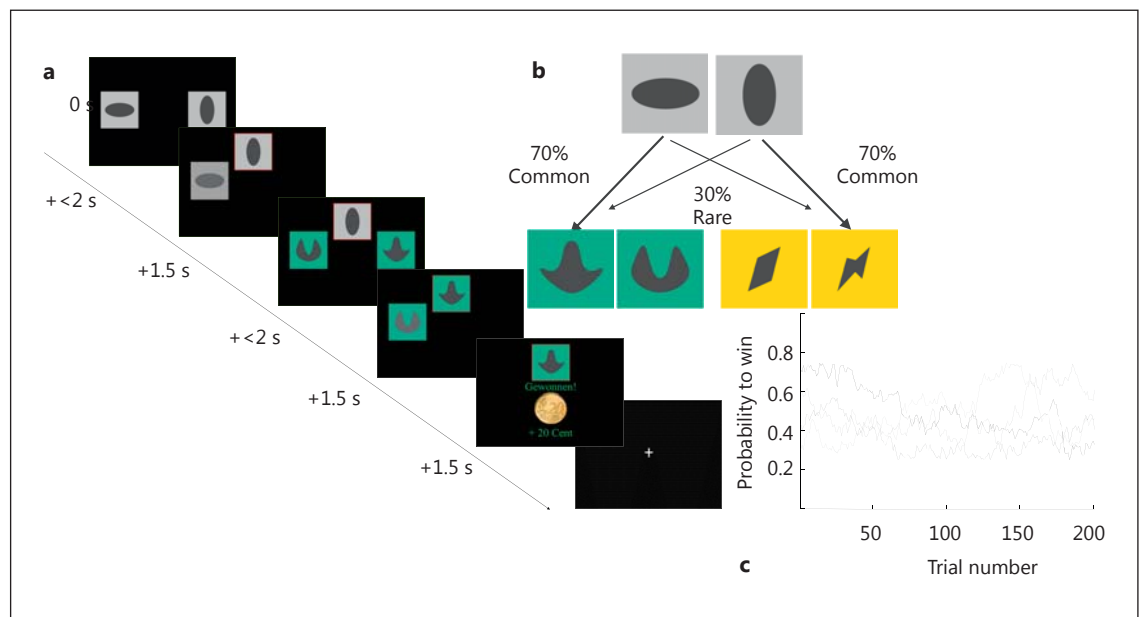 a
0 s
+<2 s
+1.5 s
+<2 s
+1.5 s
+1.5 s
Gewonnen!
20
+ 20 Cent
b
70%
Common
30%
Rare
70%
Common
Probability to win
0.8
0.6
0.4
0.2
50
100
150
200
Trial number
c